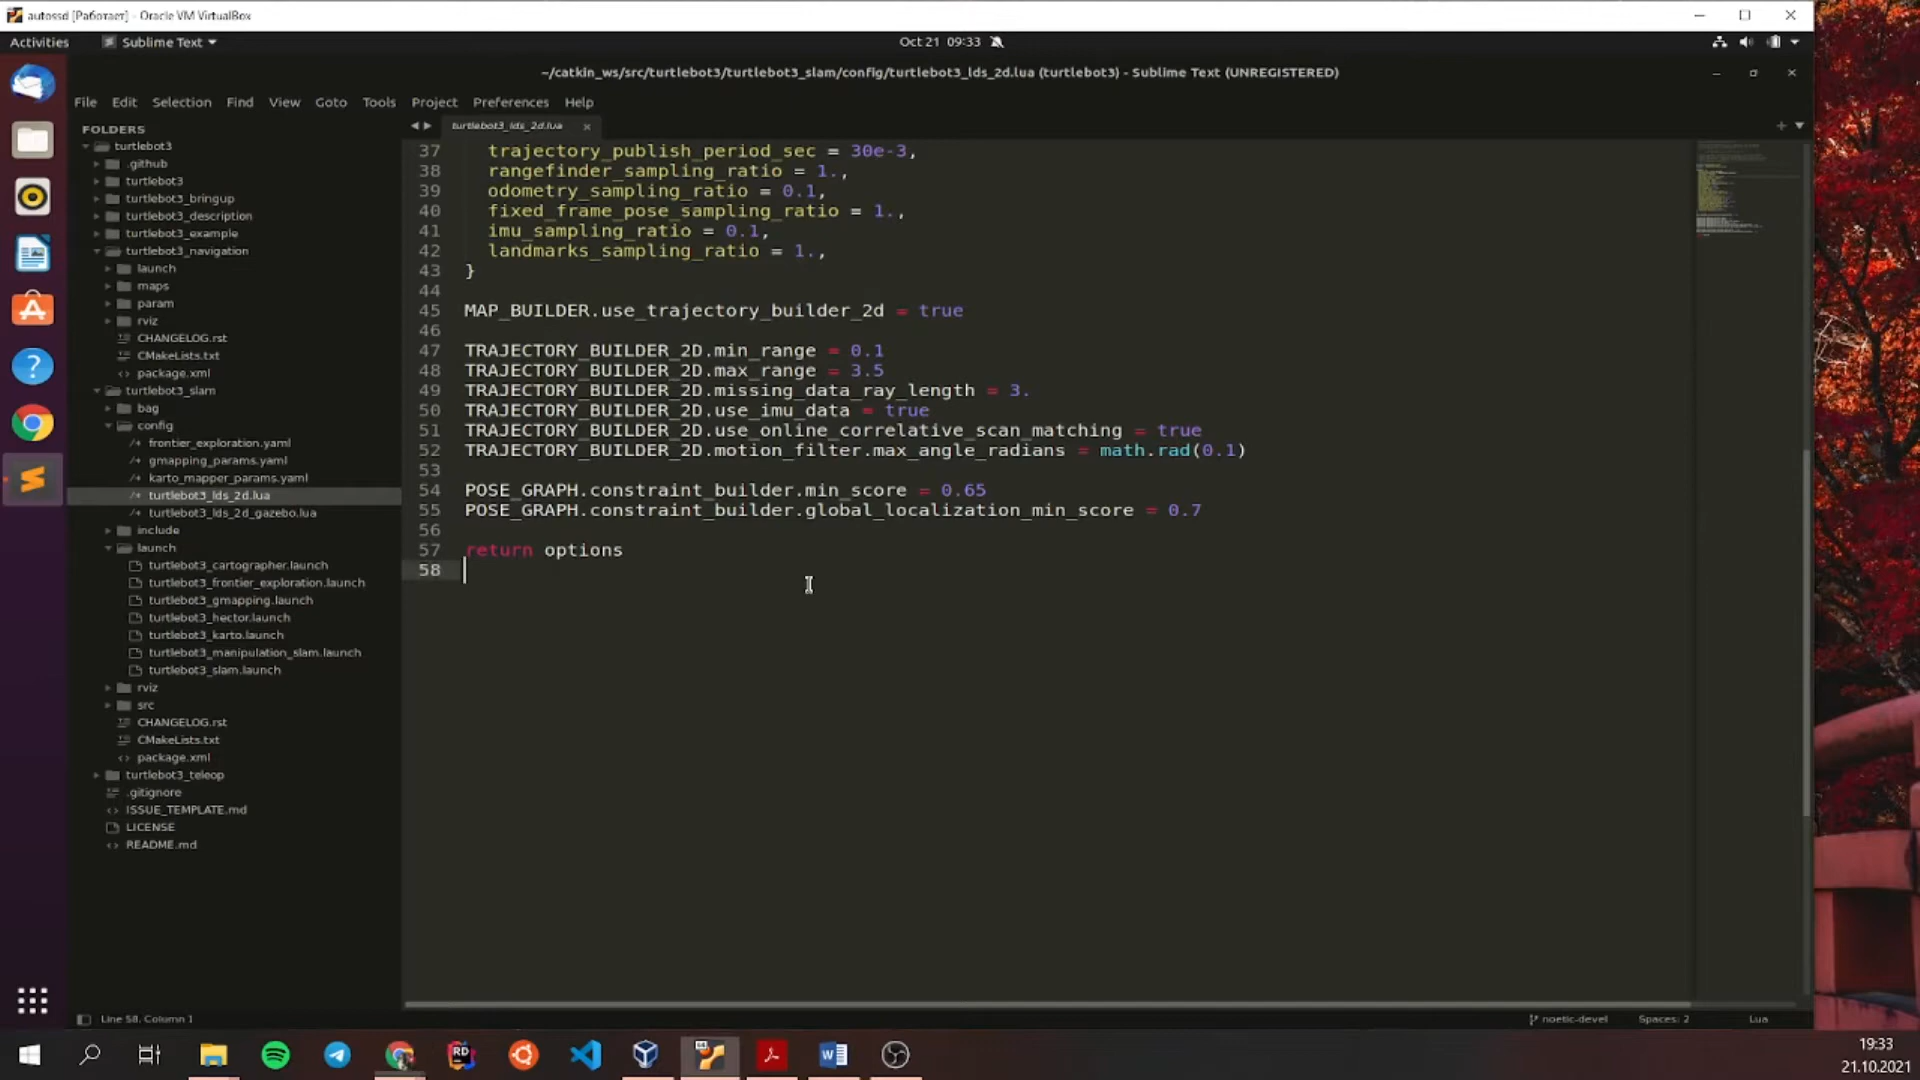 autossd [Работает] - Oracle VM VirtualBox
Activities
Sublime Text
Oct 21 09:33
~/catkin_ws/src/turtlebot3/turtlebot3_slam/config/turtlebot3_lds_2d.lua (turtlebot3) - Sublime Text (UNREGISTERED)
File Edit Selection Find View Goto Tools Project Preferences Help
FOLDERS
turtlebot3
.github
turtlebot3
turtlebot3_bringup
turtlebot3_description
turtlebot3_example
turtlebot3_navigation
launch
maps
param
rviz
CHANGELOG.rst
CMakeLists.txt
package.xml
turtlebot3_slam
bag
config
frontier_exploration.yaml
gmapping_params.yaml
karto_mapper_params.yaml
turtlebot3_lds_2d.lua
turtlebot3_lds_2d_gazebo.lua
include
launch
turtlebot3_cartographer.launch
turtlebot3_frontier_exploration.launch
turtlebot3_gmapping.launch
turtlebot3_hector.launch
turtlebot3_karto.launch
turtlebot3_manipulation_slam.launch
turtlebot3_slam.launch
rviz
src
CHANGELOG.rst
CMakeLists.txt
package.xml
turtlebot3_teleop
.gitignore
ISSUE_TEMPLATE.md
LICENSE
README.md
turtlebot3_lds_2d.lua
37 trajectory_publish_period_sec = 30e-3,
38 rangefinder_sampling_ratio = 1.,
39 odometry_sampling_ratio = 0.1,
40 fixed_frame_pose_sampling_ratio = 1.,
41 imu_sampling_ratio = 0.1,
42 landmarks_sampling_ratio = 1.,
43 }
44
45 MAP_BUILDER.use_trajectory_builder_2d = true
46
47 TRAJECTORY_BUILDER_2D.min_range = 0.1
48 TRAJECTORY_BUILDER_2D.max_range = 3.5
49 TRAJECTORY_BUILDER_2D.missing_data_ray_length = 3.
50 TRAJECTORY_BUILDER_2D.use_imu_data = true
51 TRAJECTORY_BUILDER_2D.use_online_correlative_scan_matching = true
52 TRAJECTORY_BUILDER_2D.motion_filter.max_angle_radians = math.rad(0.1)
53
54 POSE_GRAPH.constraint_builder.min_score = 0.65
55 POSE_GRAPH.constraint_builder.global_localization_min_score = 0.7
56
57 return options
58
Line 58, Column 1
noetic-devel
Spaces: 2
Lua
19:33
21.10.2021